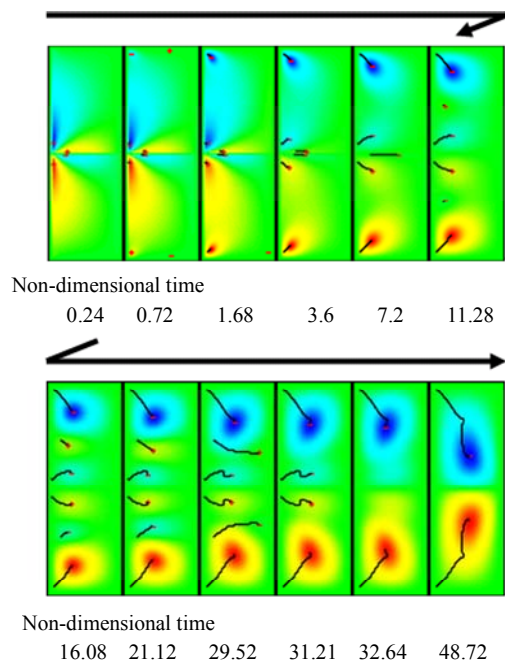 Non-dimensional time
0.24 0.72 1.68 3.6 7.2 11.28
Non-dimensional time
16.08 21.12 29.52 31.21 32.64 48.72